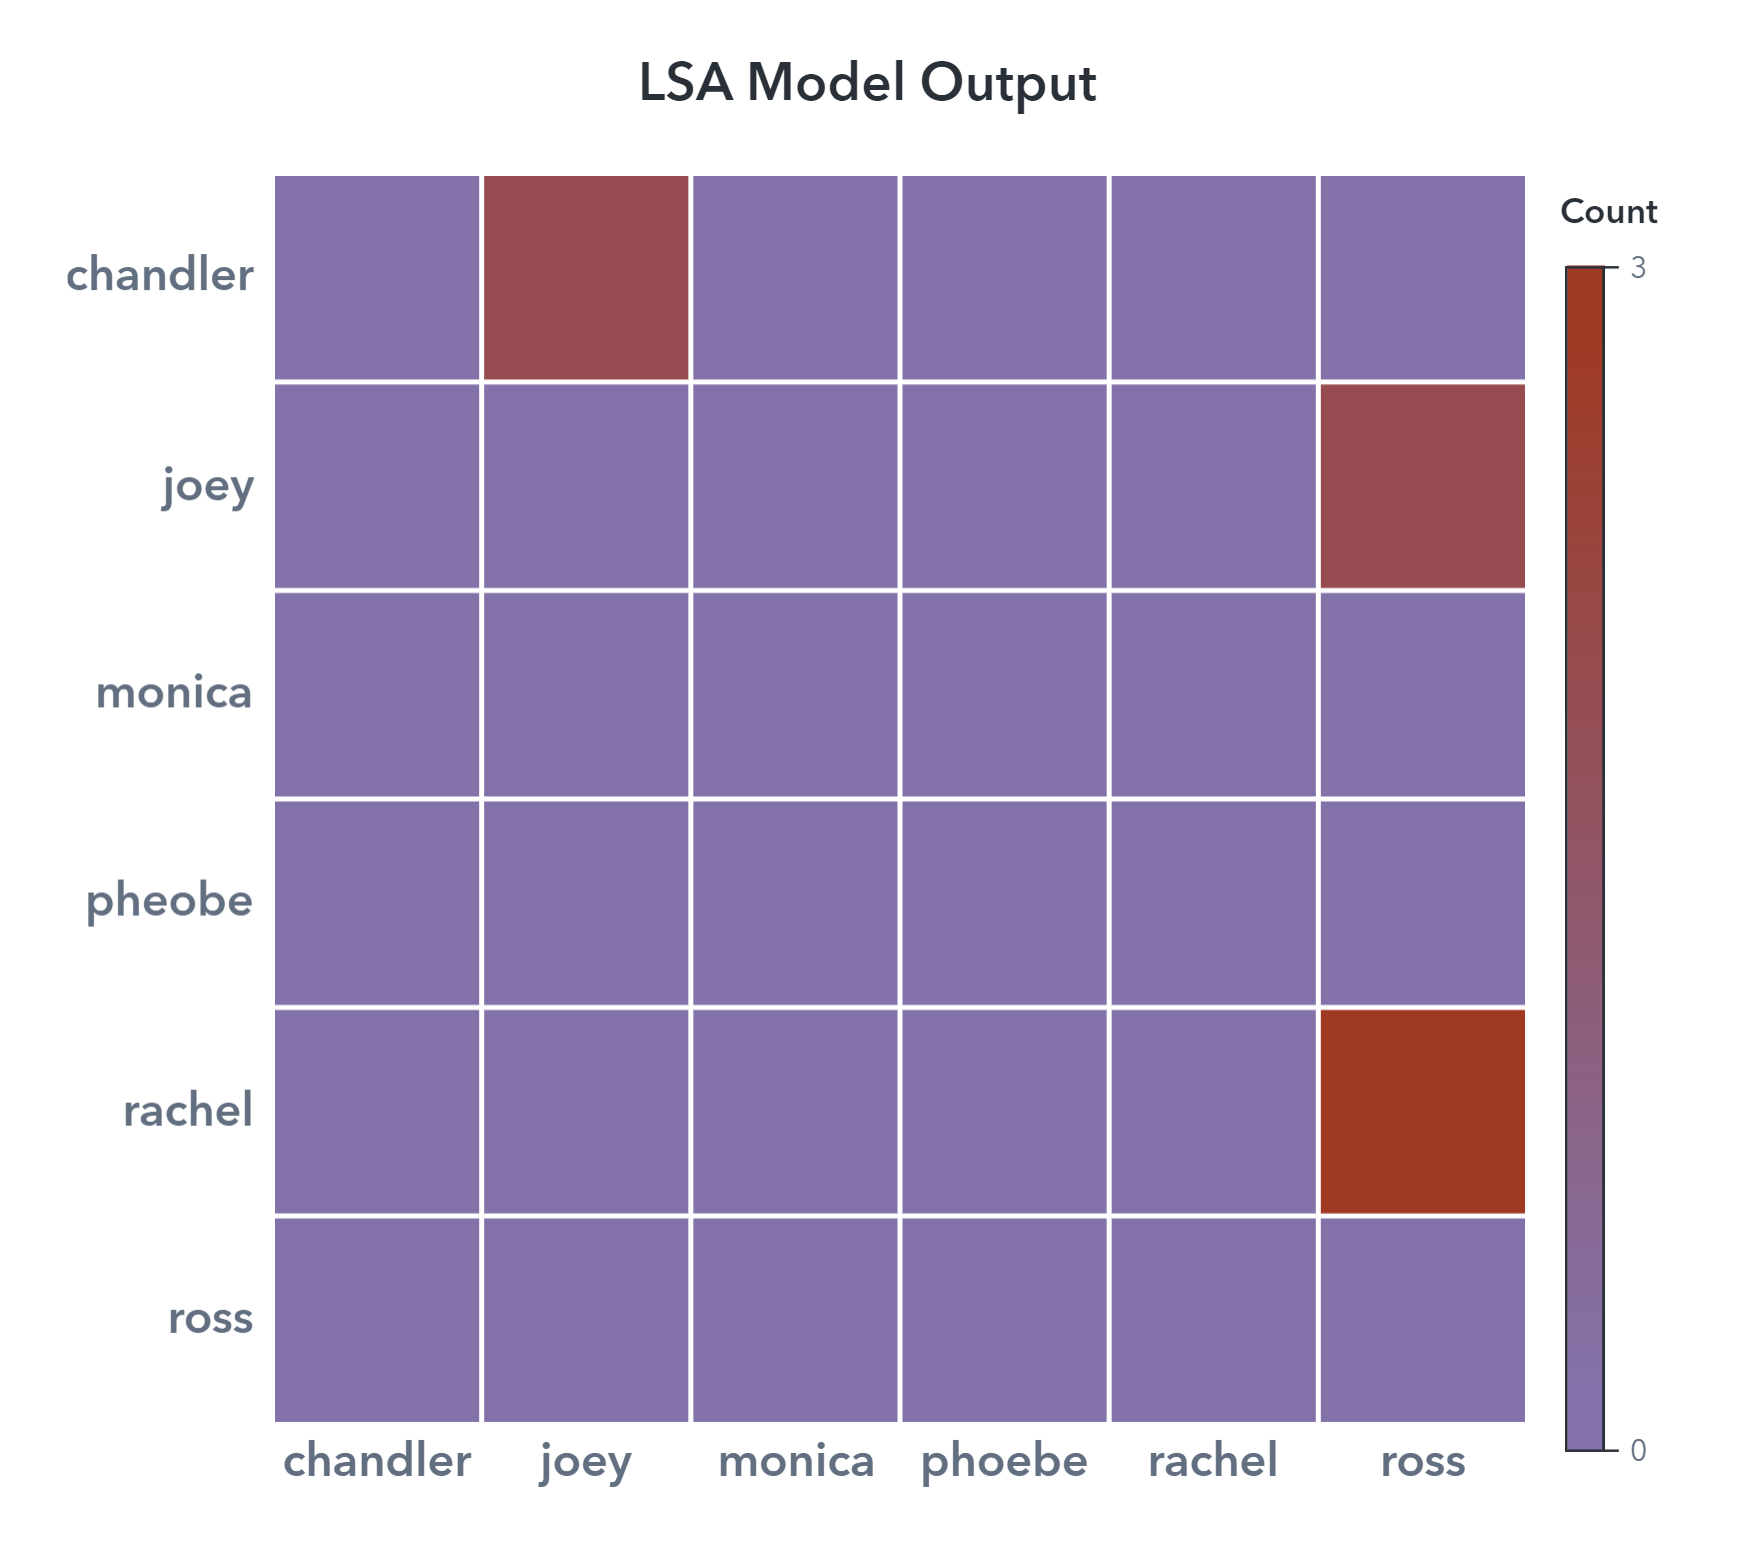 LSA Model Output
Count
3
chandler
joey
monica
pheobe
rachel
ross
0
chandler joey monica phoebe rachel ross